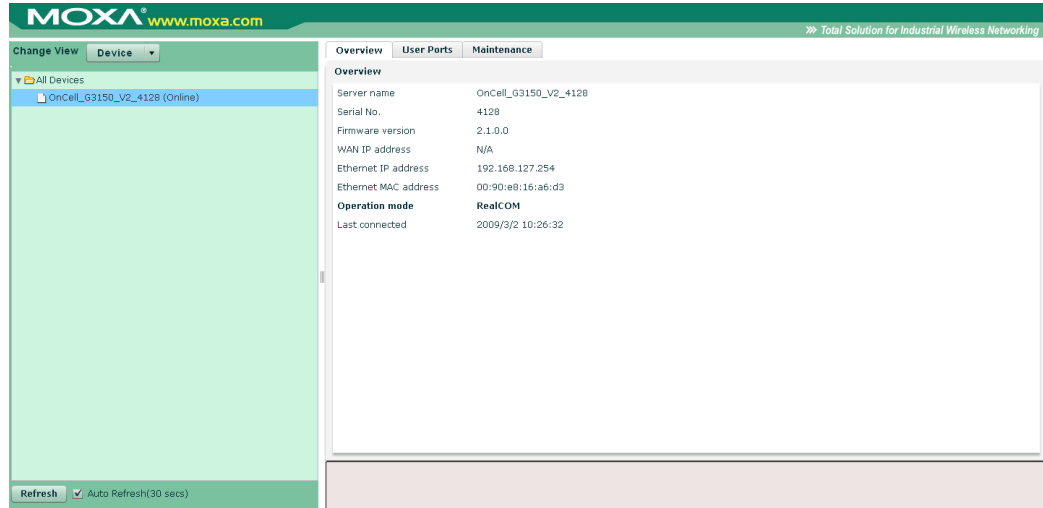 MOXA® www.moxa.com
Total Solution for Industrial Wireless Networking
Change View Device
All Devices
OnCell_G3150_V2_4128 (Online)
Refresh Auto Refresh(30 secs)
Overview User Ports Maintenance
Overview
Server name OnCell_G3150_V2_4128
Serial No. 4128
Firmware version 2.1.0.0
WAN IP address N/A
Ethernet IP address 192.168.127.254
Ethernet MAC address 00:90:e8:16:a6:d3
Operation mode RealCOM
Last connected 2009/3/2 10:26:32